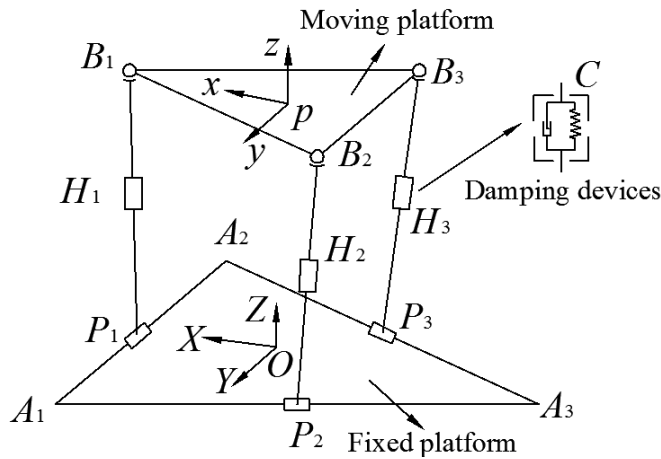 Moving platform
B1
z
B3
C
x
p
y
B2
Damping devices
H1
A2
H2
H3
P1
Z
P3
X
O
Y
A1
P2
A3
Fixed platform